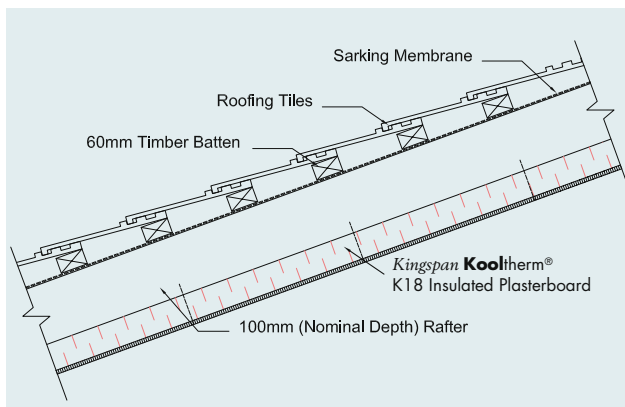 Sarking Membrane
Roofing Tiles
60mm Timber Batten
Kingspan Kooltherm®
K18 Insulated Plasterboard
100mm (Nominal Depth) Rafter